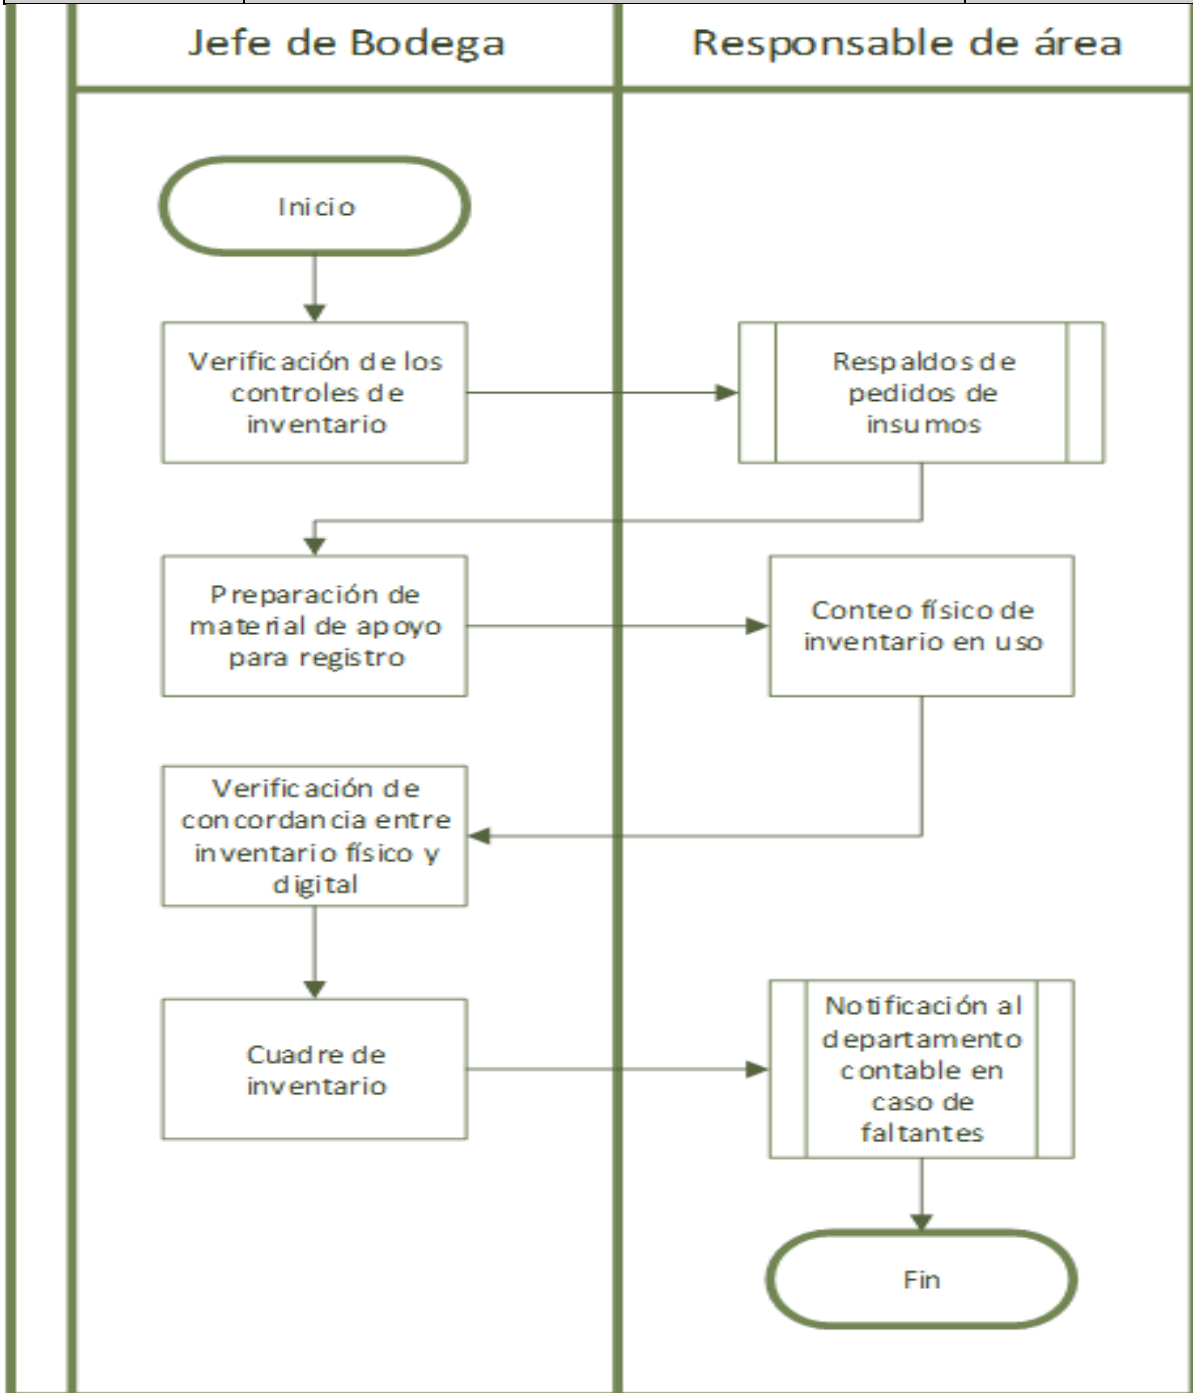 Jefe de Bodega
Responsable de área
Inicio
Verificación de los
controles de
inventario
Respaldos de
pedidos de
insumos
Preparación de
material de apoyo
para registro
Conteo físico de
inventario en uso
Verificación de
concordancia entre
inventario físico y
digital
Cuadre de
inventario
Notificación al
departamento
contable en
caso de
faltantes
Fin